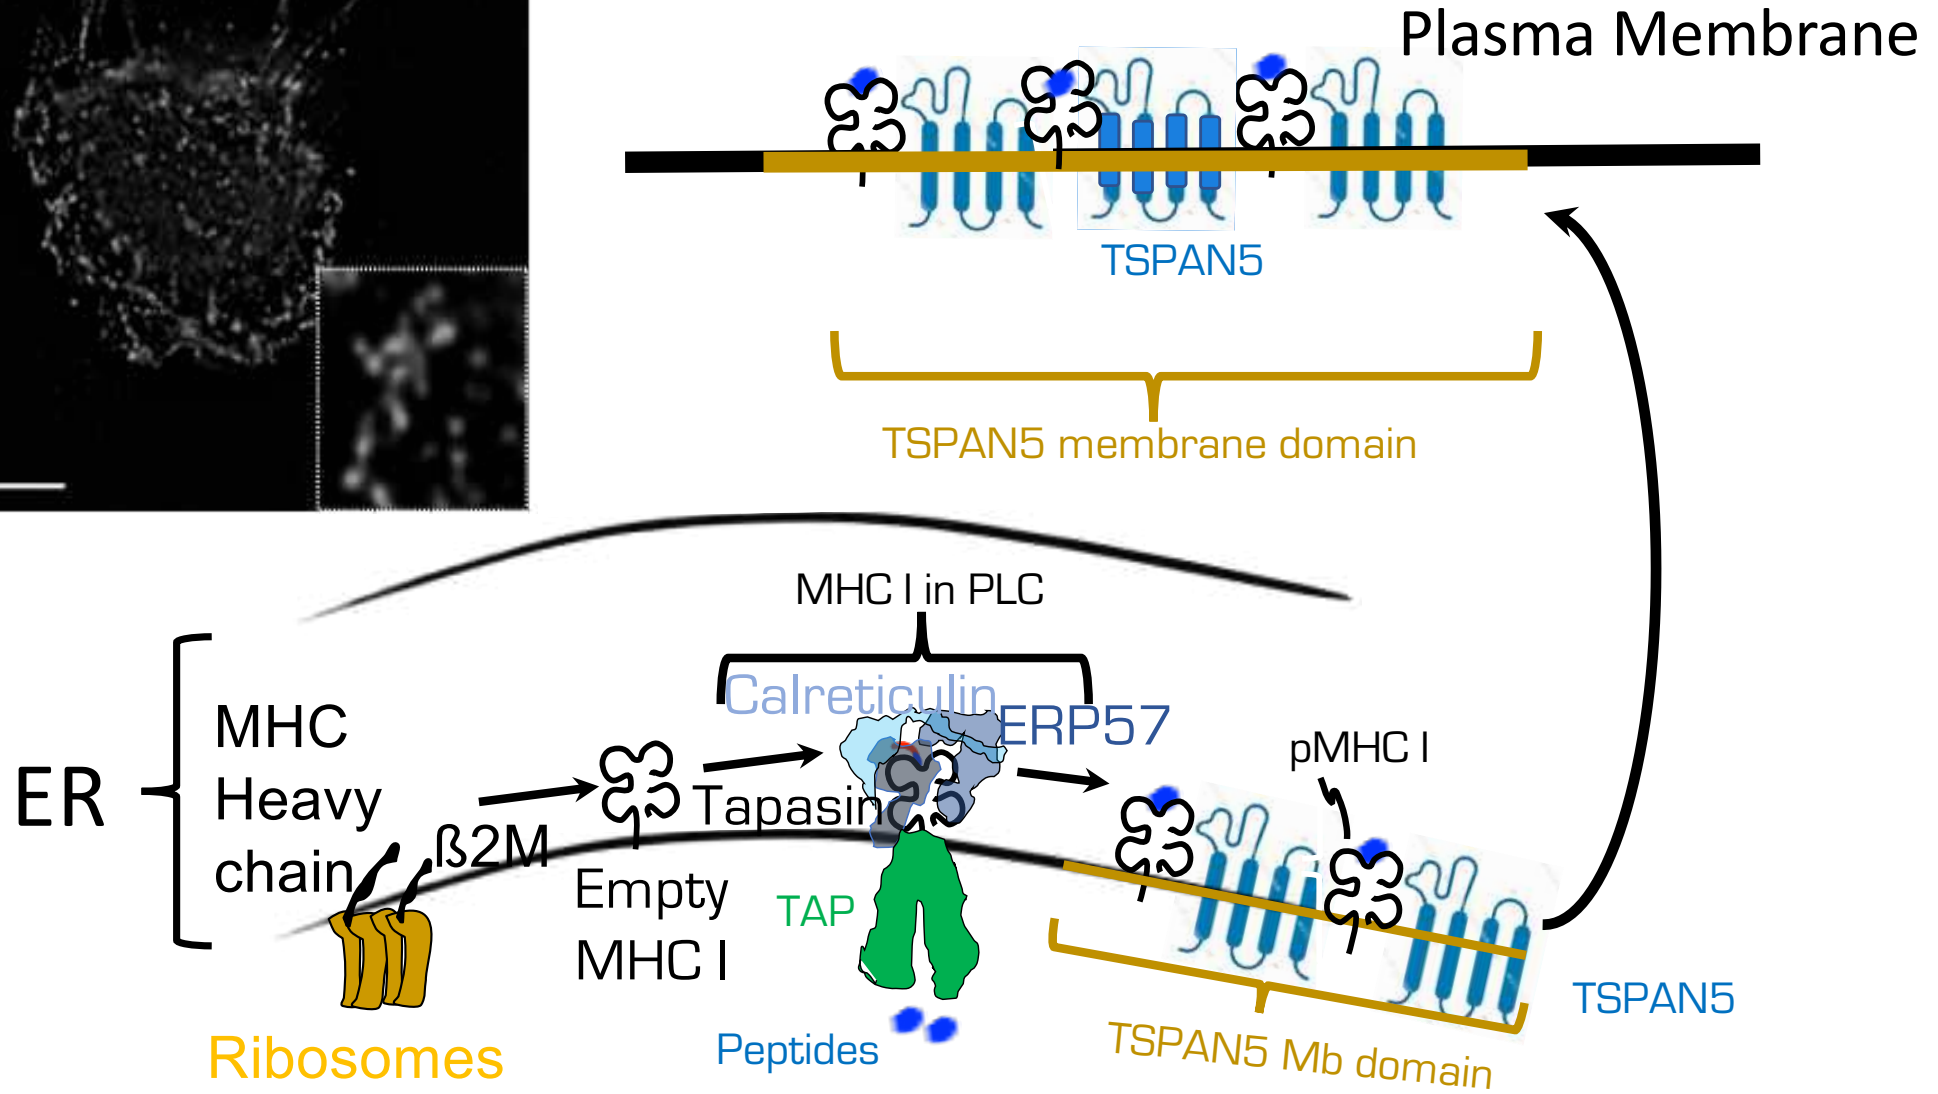 Plasma Membrane
TSPAN5
TSPAN5 membrane domain
MHC I in PLC
Calreticulin
ERP57
MHC
Heavy
chain
ER
ß2M
Tapasin
pMHC I
Empty
MHC I
TAP
Peptides
Ribosomes
TSPAN5
TSPAN5 Mb domain